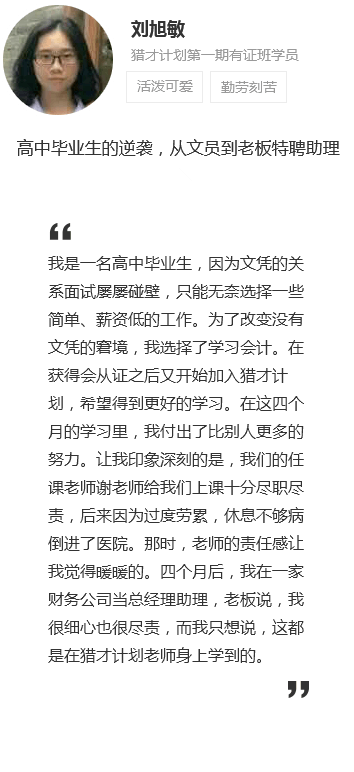 刘旭敏
猎才计划第一期有证班学员
活泼可爱 勤劳刻苦
高中毕业生的逆袭，从文员到老板特聘助理
“
我是一名高中毕业生，因为文凭的关
系面试屡屡碰壁，只能无奈选择一些
简单、薪资低的工作。为了改变没有
文凭的窘境，我选择了学习会计。在
获得会从证之后又开始加入猎才计
划，希望得到更好的学习。在这四个
月的学习里，我付出了比别人更多的
努力。让我印象深刻的是，我们的任
课老师谢老师给我们上课十分尽职尽
责，后来因为过度劳累，休息不够病
倒进了医院。那时，老师的责任感让
我觉得暖暖的。四个月后，我在一家
财务公司当总经理助理，老板说，我
很细心也很尽责，而我只想说，这都
是在猎才计划老师身上学到的。
”